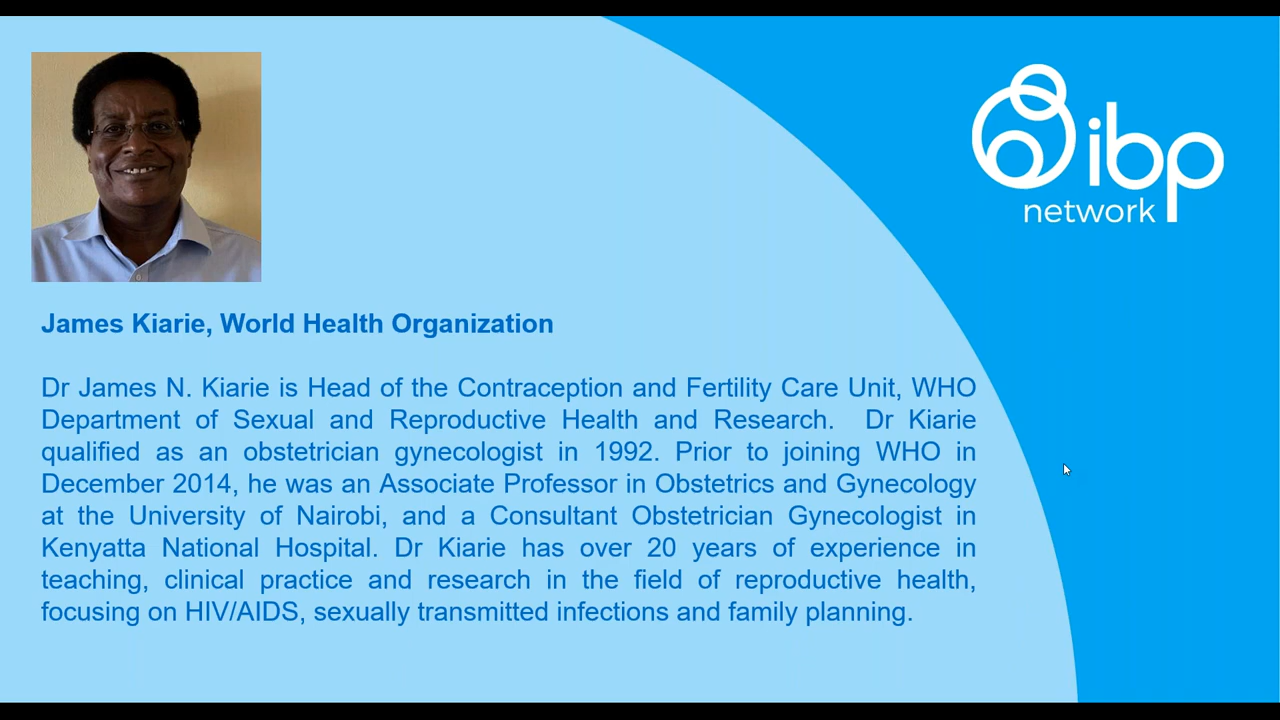 ibp
network
James Kiarie, World Health Organization
Dr James N. Kiarie is Head of the Contraception and Fertility Care Unit, WHO
Department of Sexual and Reproductive Health and Research. Dr Kiarie
qualified as an obstetrician gynecologist in 1992. Prior to joining WHO in
December 2014, he was an Associate Professor in Obstetrics and Gynecology
at the University of Nairobi, and a Consultant Obstetrician Gynecologist in
Kenyatta National Hospital. Dr Kiarie has over 20 years of experience in
teaching, clinical practice and research in the field of reproductive health,
focusing on HIV/AIDS, sexually transmitted infections and family planning.